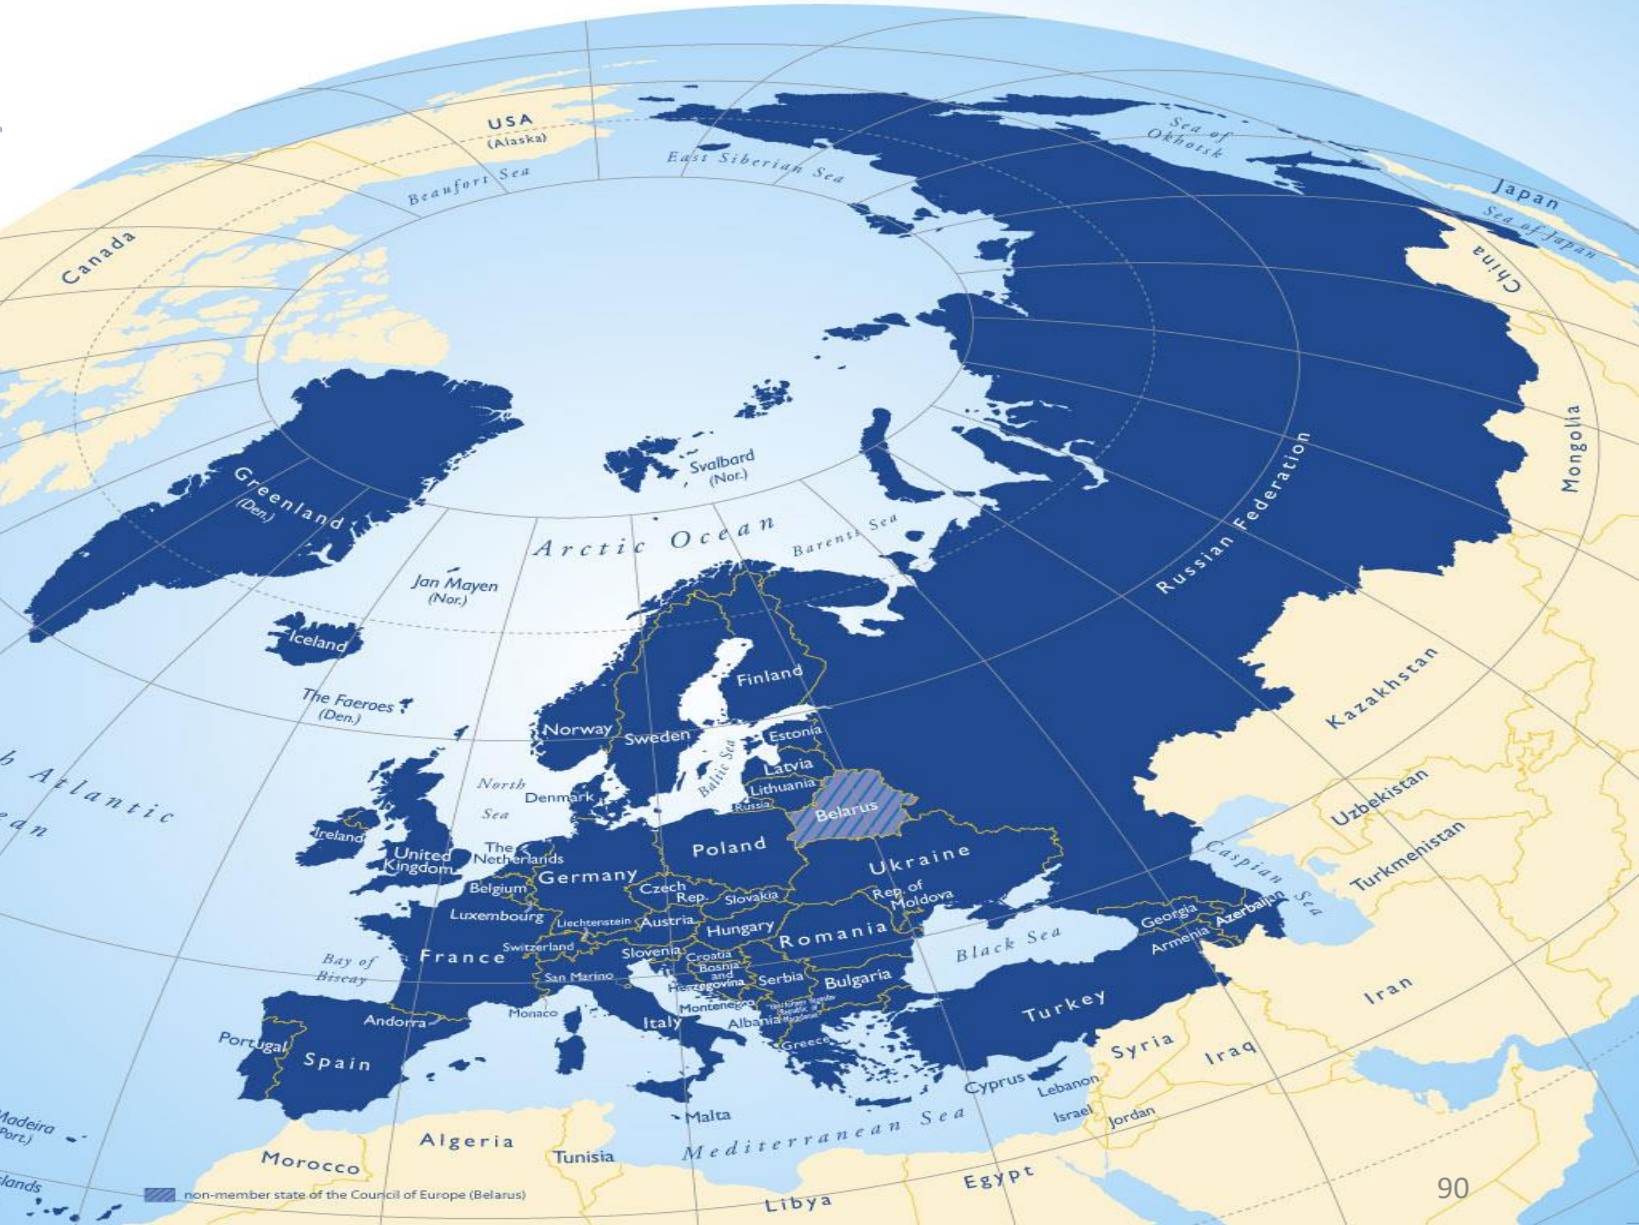 USA
(Alaska)
Beaufort Sea
East Siberian Sea
Sea of
Okhotsk
Japan
Sea of Japan
China
Canada
Mongolia
Greenland
(Den.)
Svalbard
(Nor.)
Arctic Ocean
Barents Sea
Russian Federation
Jan Mayen
(Nor.)
Iceland
The Faeroes
(Den.)
Finland
Norway
Sweden
Estonia
Baltic Sea
Latvia
Lithuania
Russia
Belarus
Kazakhstan
Uzbekistan
Turkmenistan
Caspian Sea
Atlantic
North
Sea
Denmark
Ireland
United
Kingdom
The
Netherlands
Belgium
Germany
Poland
Ukraine
Luxembourg
Czech
Rep.
Slovakia
Rep. of
Moldova
Liechtenstein
Austria
Hungary
Romania
Switzerland
Slovenia
Croatia
Bosnia
and
Herzegovina
Serbia
Bulgaria
France
San Marino
Bay of
Biscay
Monaco
Andorra
Montenegro
Albania
Italy
Greece
Black Sea
Georgia
Armenia
Azerbaijan
Turkey
Iran
Syria
Iraq
Portugal
Spain
Cyprus
Lebanon
Israel
Jordan
Malta
Mediterranean Sea
Madeira
Port.)
Algeria
Morocco
Tunisia
Libya
Egypt
non-member state of the Council of Europe (Belarus)
90